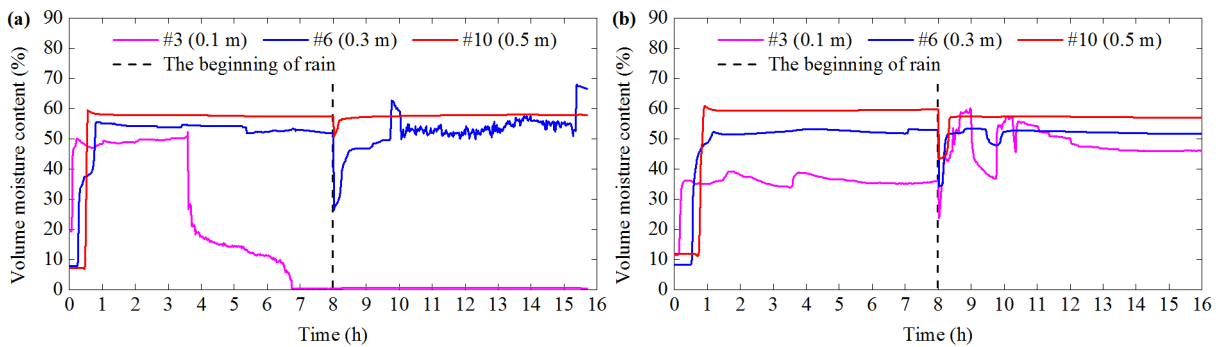 (a)
Volume moisture content (%)
90
80
70
60
50
40
30
20
10
0
#3 (0.1 m) #6 (0.3 m) #10 (0.5 m)
The beginning of rain
0 1 2 3 4 5 6 7 8 9 10 11 12 13 14 15 16
Time (h)
(b)
Volume moisture content (%)
90
80
70
60
50
40
30
20
10
0
#3 (0.1 m) #6 (0.3 m) #10 (0.5 m)
The beginning of rain
0 1 2 3 4 5 6 7 8 9 10 11 12 13 14 15 16
Time (h)